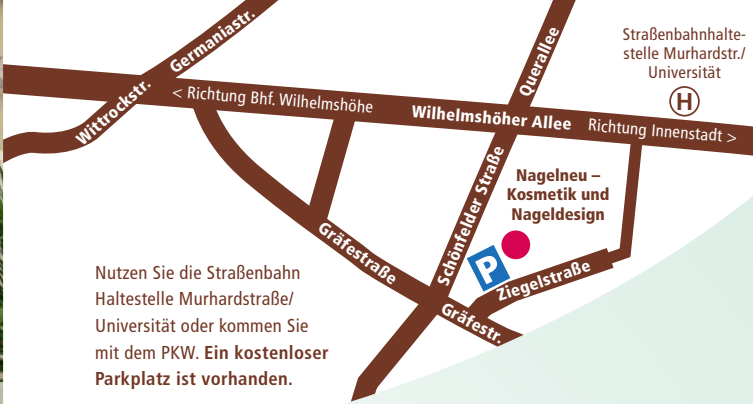 Straßenbahnhalte-
stelle Murhardstr./
Universität
H
Germaniastr.
Wittrockstr.
Querallee
< Richtung Bhf. Wilhelmshöhe
Wilhelmshöher Allee
Richtung Innenstadt >
Schönfelder Straße
Nagelneu –
Kosmetik und
Nageldesign
P
Gräfestraße
Ziegelstraße
Gräfestr.
Nutzen Sie die Straßenbahn
Haltestelle Murhardstraße/
Universität oder kommen Sie
mit dem PKW. Ein kostenloser
Parkplatz ist vorhanden.